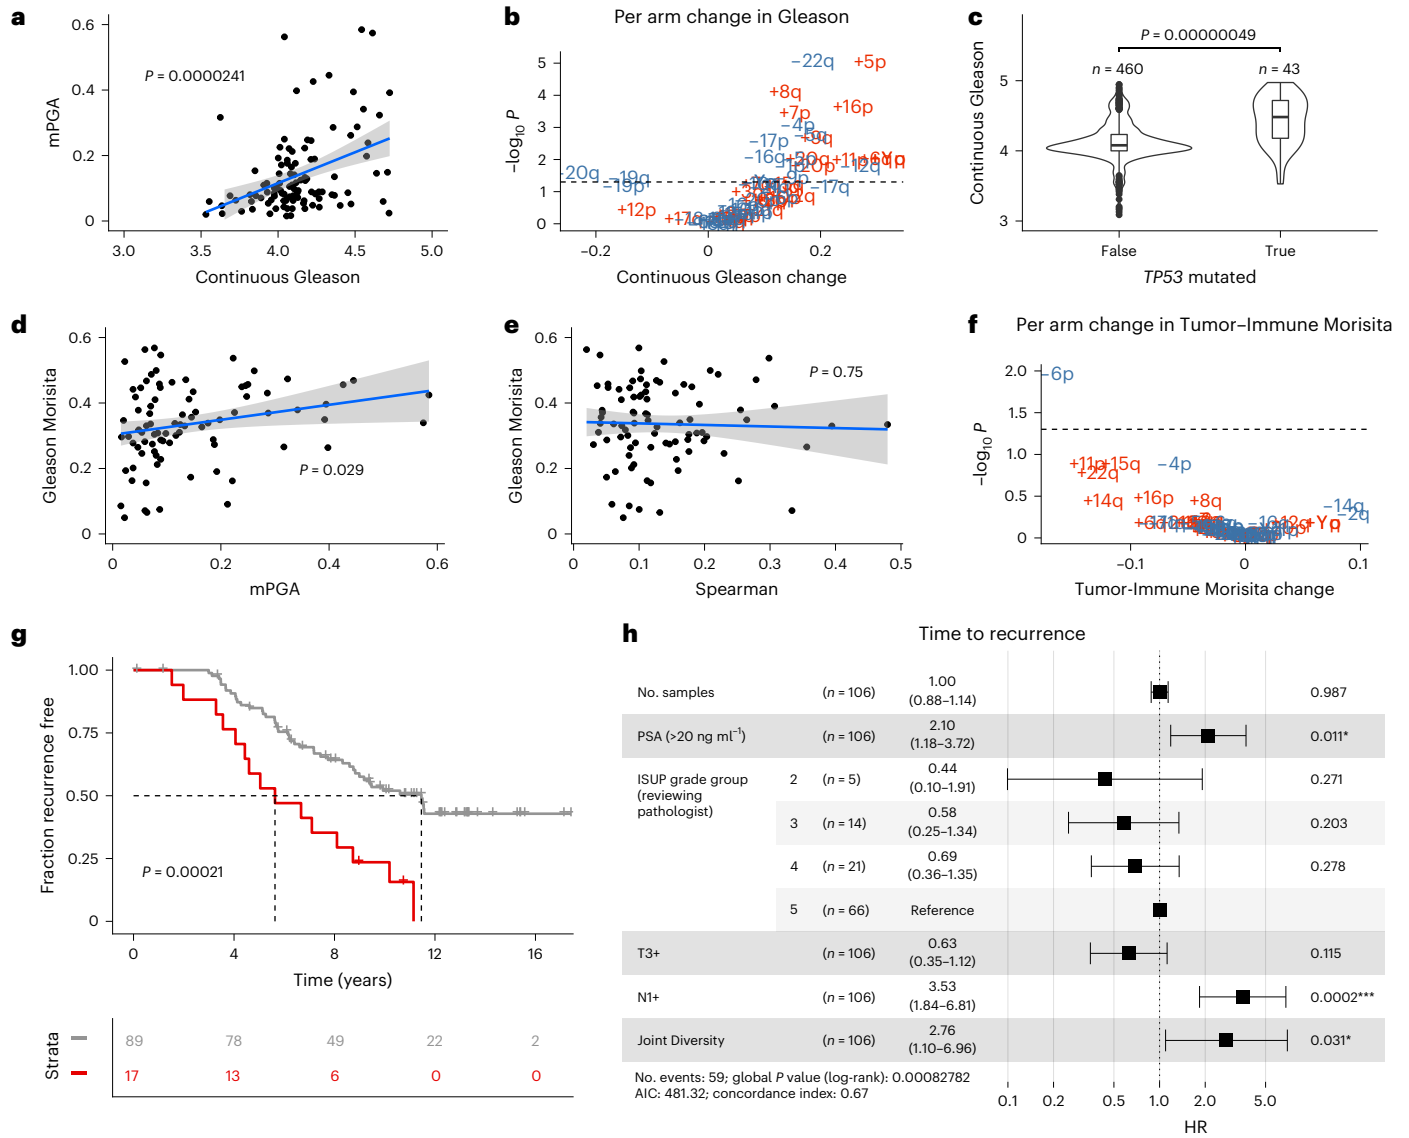 a
0.6
0.4
0.2
0
mPGA
P = 0.0000241
3.0
3.5
4.0
4.5
5.0
Continuous Gleason
b
Per arm change in Gleason
5
4
3
2
1
0
–log10 P
–22q
+5p
+8q
+7p
+16p
–4p
+9q
–17p
–16q
+20q
+11p
–12q
+20p
–20q
–19q
–19p
–17q
+12p
–0.2
0
0.2
Continuous Gleason change
c
P = 0.00000049
n = 460
n = 43
5
4
3
Continuous Gleason
False
True
TP53 mutated
d
0.6
0.4
0.2
0
Gleason Morisita
P = 0.029
0
0.2
0.4
0.6
mPGA
e
0.6
0.4
0.2
0
Gleason Morisita
P = 0.75
0
0.1
0.2
0.3
0.4
0.5
Spearman
f
Per arm change in Tumor–Immune Morisita
2.0
1.5
1.0
0.5
0
–log10 P
–6p
+11p
+15q
+22q
–4p
+14q
+16p
+8q
–14q
–2q
–0.1
0
0.1
Tumor-Immune Morisita change
g
1.00
0.75
0.50
0.25
0
Fraction recurrence free
P = 0.00021
0
4
8
12
16
Time (years)
Strata
89 78 49 22 2
17 13 6 0 0
h
Time to recurrence
No. samples (n = 106) 1.00 (0.88–1.14) 0.987
PSA (>20 ng ml–1) (n = 106) 2.10 (1.18–3.72) 0.011*
ISUP grade group
(reviewing
pathologist)
2 (n = 5) 0.44 (0.10–1.91) 0.271
3 (n = 14) 0.58 (0.25–1.34) 0.203
4 (n = 21) 0.69 (0.36–1.35) 0.278
5 (n = 66) Reference
T3+ (n = 106) 0.63 (0.35–1.12) 0.115
N1+ (n = 106) 3.53 (1.84–6.81) 0.0002***
Joint Diversity (n = 106) 2.76 (1.10–6.96) 0.031*
No. events: 59; global P value (log-rank): 0.00082782
AIC: 481.32; concordance index: 0.67
0.1 0.2 0.5 1.0 2.0 5.0
HR